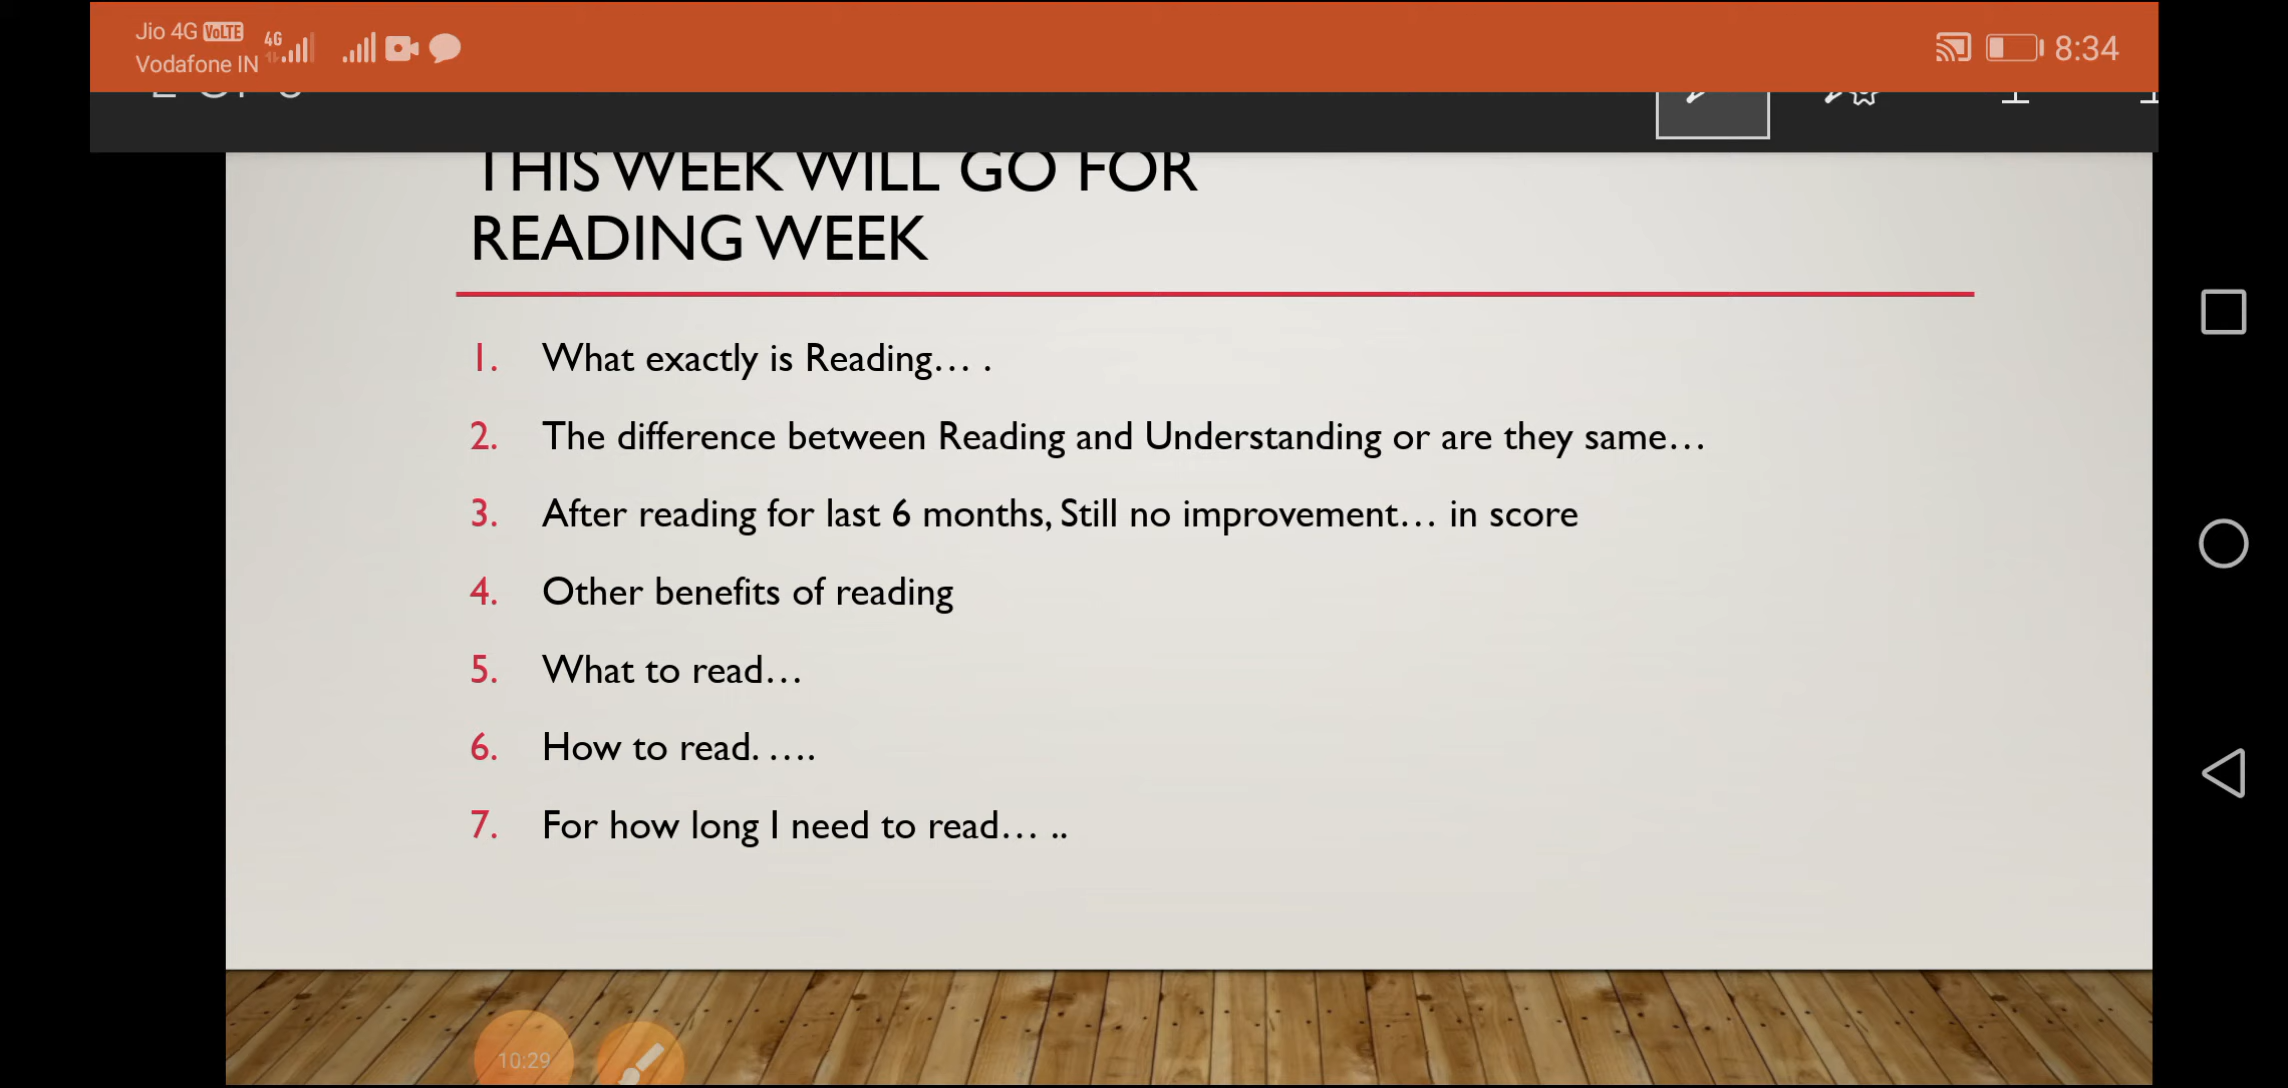 Jio 4G VoLTE
Vodafone IN
4G
8:34
THIS WEEK WILL GO FOR
READING WEEK
1. What exactly is Reading… .
2. The difference between Reading and Understanding or are they same…
3. After reading for last 6 months, Still no improvement… in score
4. Other benefits of reading
5. What to read…
6. How to read. ….
7. For how long I need to read… ..
10:29